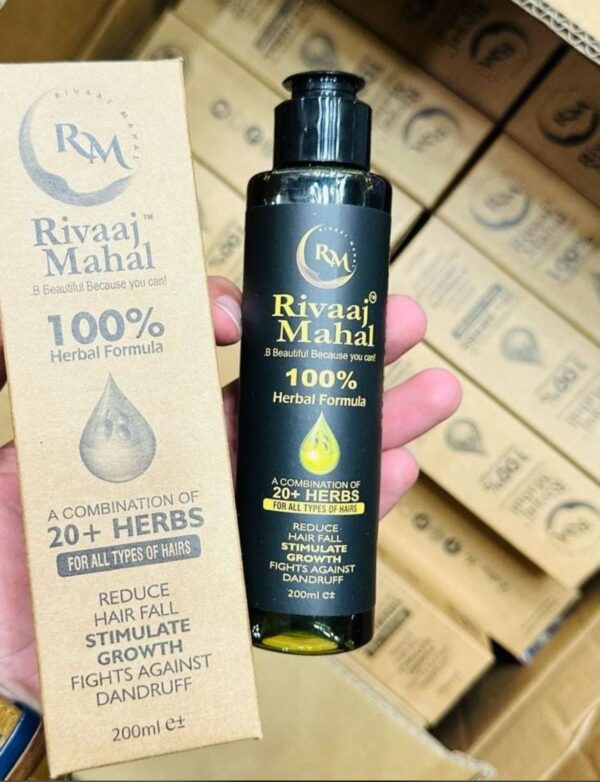 RIVAAJ MAHAL
RM
Rivaaj™
Mahal
.B Beautiful Because you can!
100%
Herbal Formula
A COMBINATION OF
20+ HERBS
FOR ALL TYPES OF HAIRS
REDUCE
HAIR FALL
STIMULATE
GROWTH
FIGHTS AGAINST
DANDRUFF
200ml e±
RIVAAJ MAHAL
RM
Rivaaj™
Mahal
.B Beautiful Because you can!
100%
Herbal Formula
A COMBINATION OF
20+ HERBS
FOR ALL TYPES OF HAIRS
REDUCE
HAIR FALL
STIMULATE
GROWTH
FIGHTS AGAINST
DANDRUFF
200ml e±
100%
100%